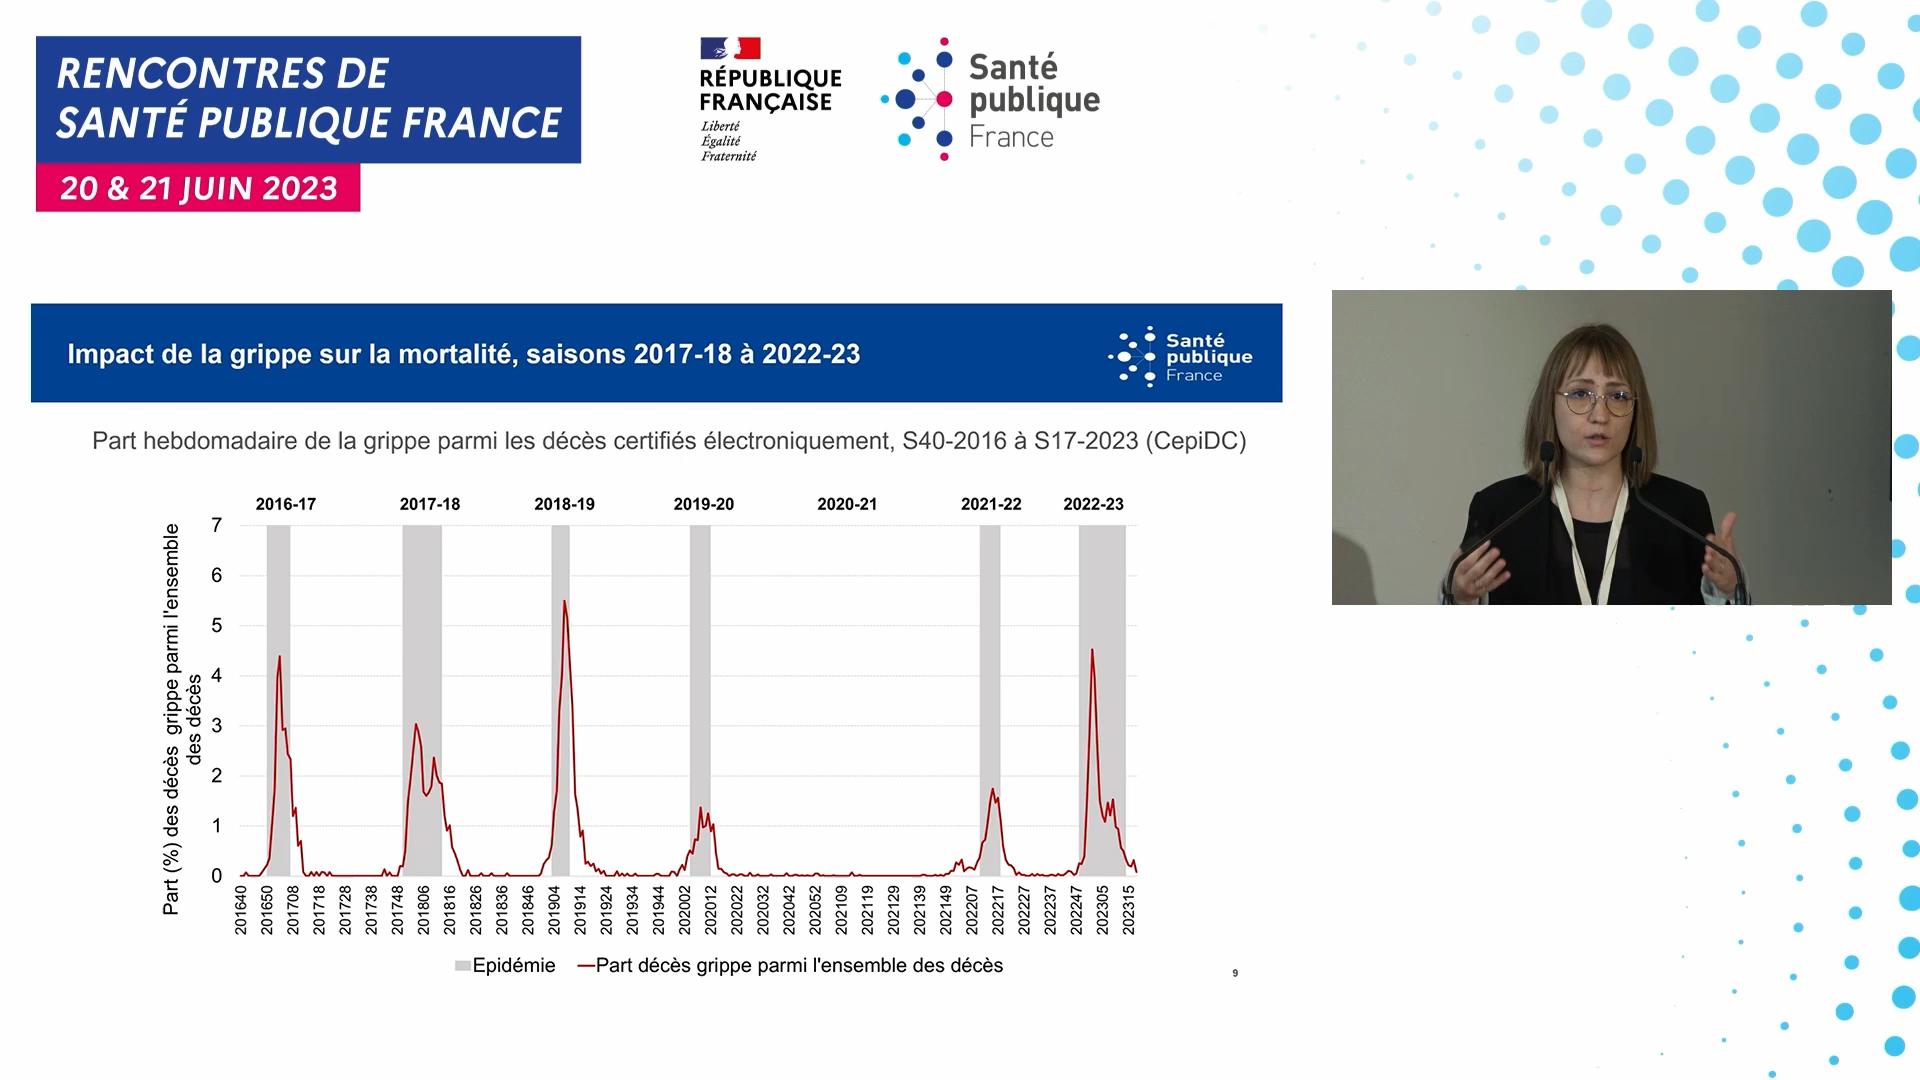 RENCONTRES DE
SANTÉ PUBLIQUE FRANCE
20 & 21 JUIN 2023
RÉPUBLIQUE
FRANÇAISE
Liberté
Égalité
Fraternité
Santé
publique
France
Impact de la grippe sur la mortalité, saisons 2017-18 à 2022-23
Santé
publique
France
Part hebdomadaire de la grippe parmi les décès certifiés électroniquement, S40-2016 à S17-2023 (CepiDC)
2016-17 2017-18 2018-19 2019-20 2020-21 2021-22 2022-23
Part (%) des décès grippe parmi l'ensemble
des décès
7
6
5
4
3
2
1
0
201640 201650 201708 201718 201728 201738 201748 201806 201816 201826 201836 201846 201904 201914 201924 201934 201944 202002 202012 202022 202032 202042 202052 202109 202119 202129 202139 202149 202207 202217 202227 202237 202247 202305 202315
Epidémie Part décès grippe parmi l'ensemble des décès
9